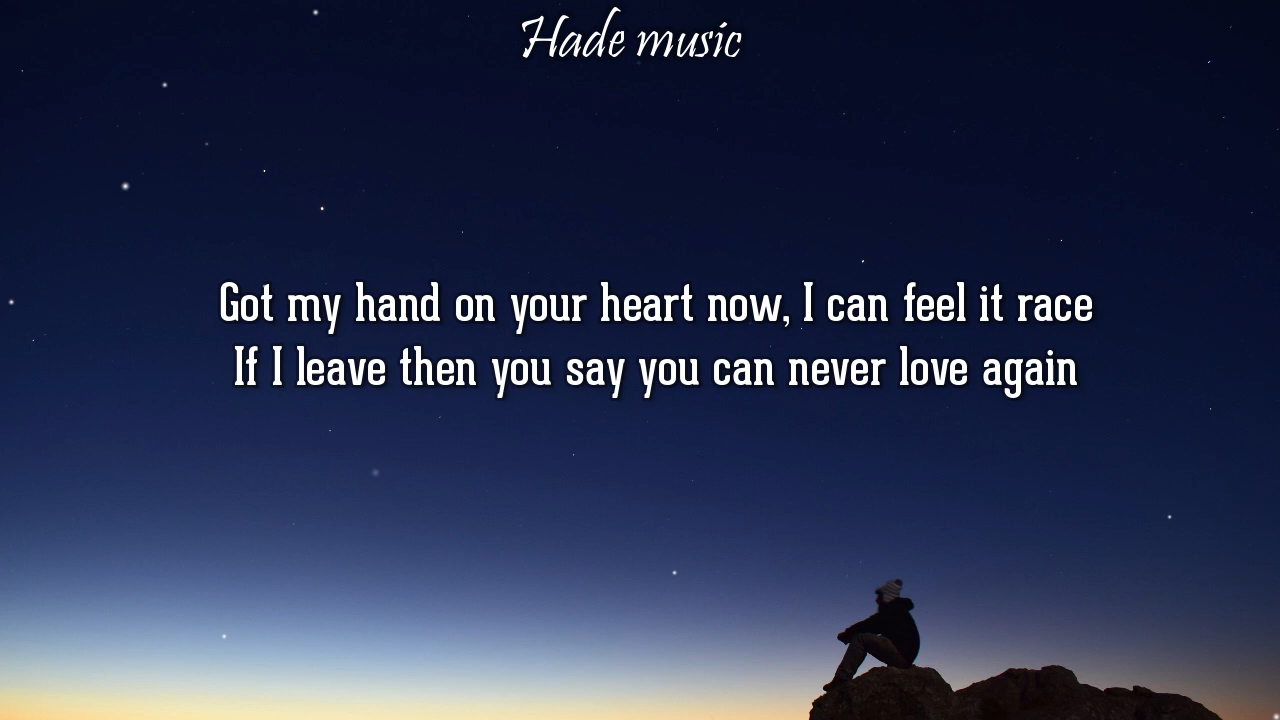 Hade music
Got my hand on your heart now, I can feel it race
If I leave then you say you can never love again